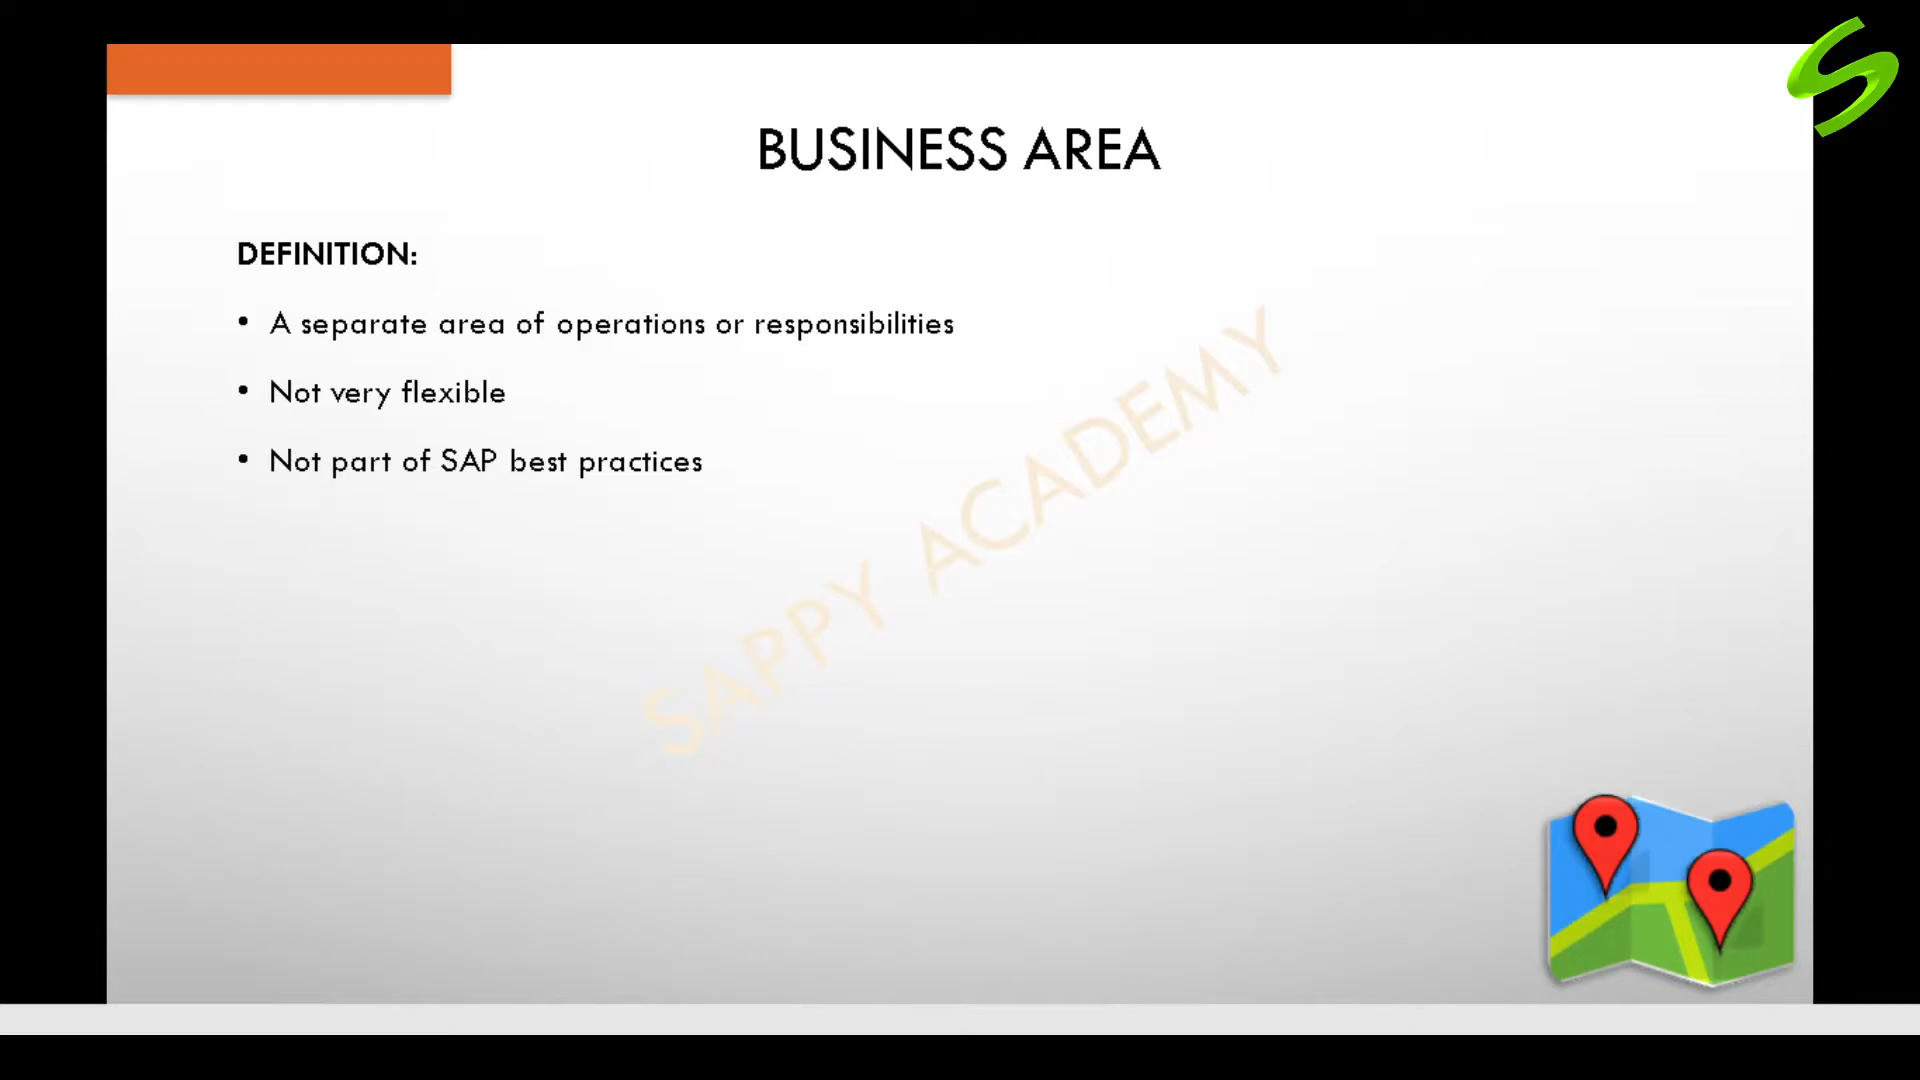 BUSINESS AREA
DEFINITION:
• A separate area of operations or responsibilities
• Not very flexible
• Not part of SAP best practices
SAPPY ACADEMY
S